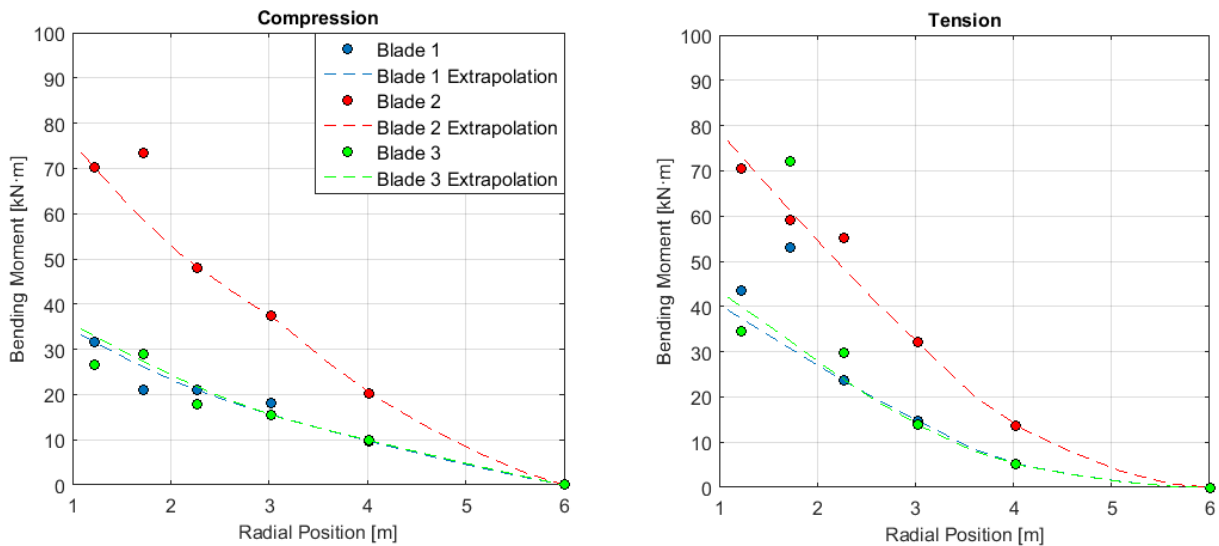 Compression
100
90
80
70
60
50
40
30
20
10
0
Bending Moment [kN·m]
1 2 3 4 5 6
Radial Position [m]
Blade 1
Blade 1 Extrapolation
Blade 2
Blade 2 Extrapolation
Blade 3
Blade 3 Extrapolation
Tension
100
90
80
70
60
50
40
30
20
10
0
Bending Moment [kN·m]
1 2 3 4 5 6
Radial Position [m]